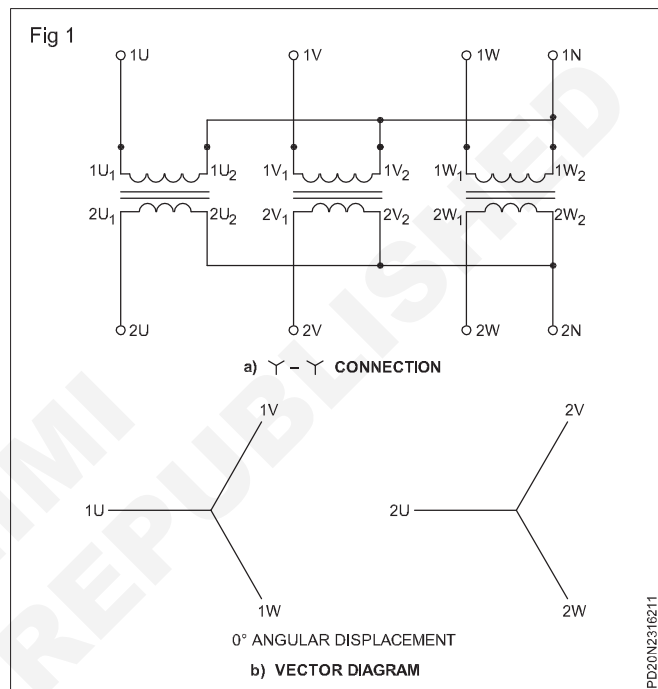 Fig 1
1U 1V 1W 1N
1U₁ 1U₂ 1V₁ 1V₂ 1W₁ 1W₂
2U₁ 2U₂ 2V₁ 2V₂ 2W₁ 2W₂
2U 2V 2W 2N
a) Y – Y CONNECTION
1V 2V
1U 2U
1W 2W
0° ANGULAR DISPLACEMENT
b) VECTOR DIAGRAM
PD20N2316211
REPUBLISHED